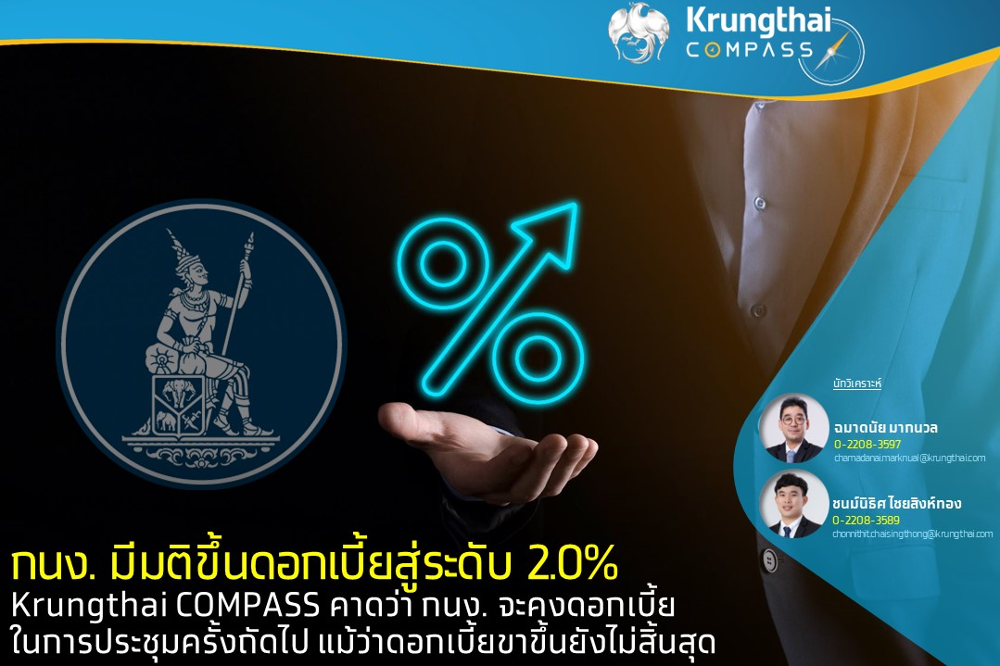 Krungthai
COMPASS
นักวิเคราะห์
ฉมาดนัย มากนวล
0-2208-3597
chamadanai.marknual@krungthai.com
ชนม์นิธิศ ไชยสิงห์ทอง
0-2208-3589
chonnithit.chaisingthong@krungthai.com
กนง. มีมติขึ้นดอกเบี้ยสู่ระดับ 2.0%
Krungthai COMPASS คาดว่า กนง. จะคงดอกเบี้ย
ในการประชุมครั้งถัดไป แม้ว่าดอกเบี้ยขาขึ้นยังไม่สิ้นสุด